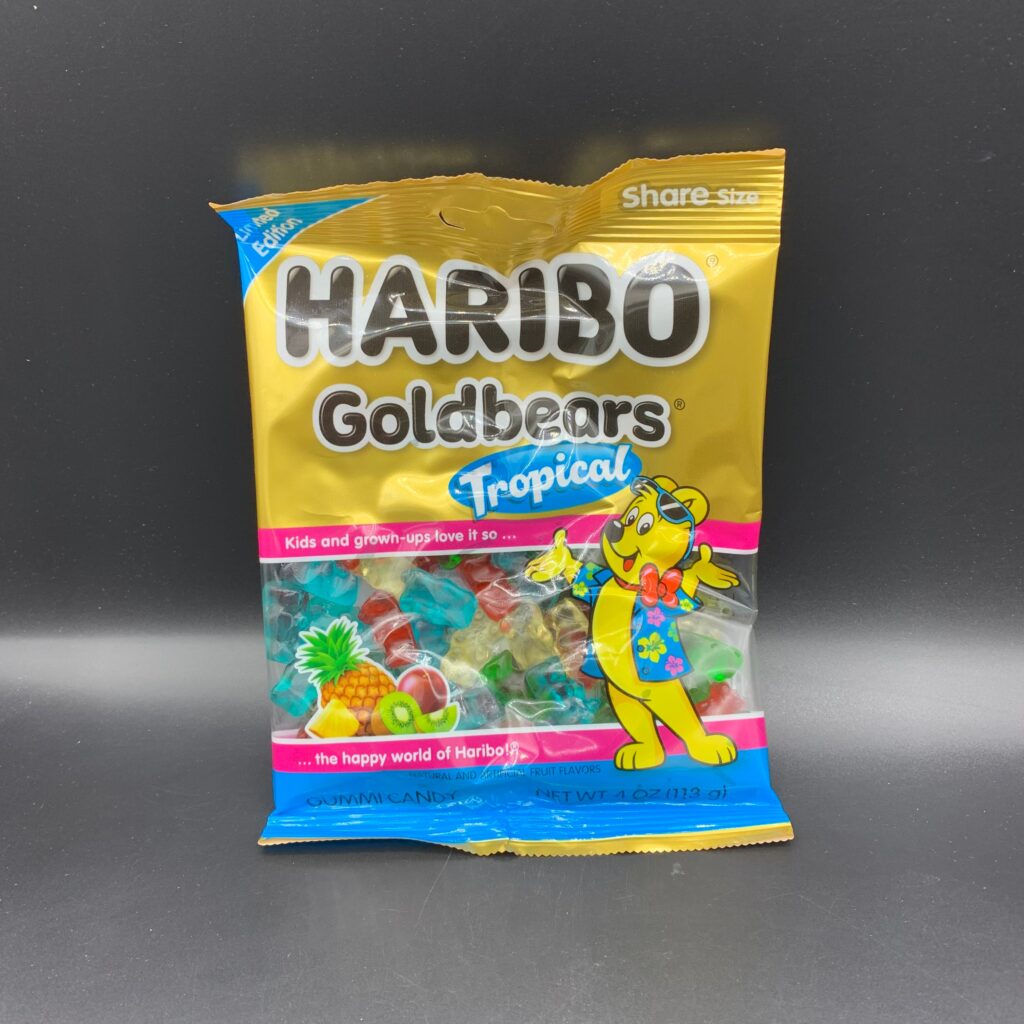 Share Size
Limited
Edition
HARIBO®
Goldbears®
Tropical
Kids and grown-ups love it so ...
... the happy world of Haribo!®
NATURAL AND ARTIFICIAL FRUIT FLAVORS
GUMMI CANDY NET WT 4 OZ (113 g)